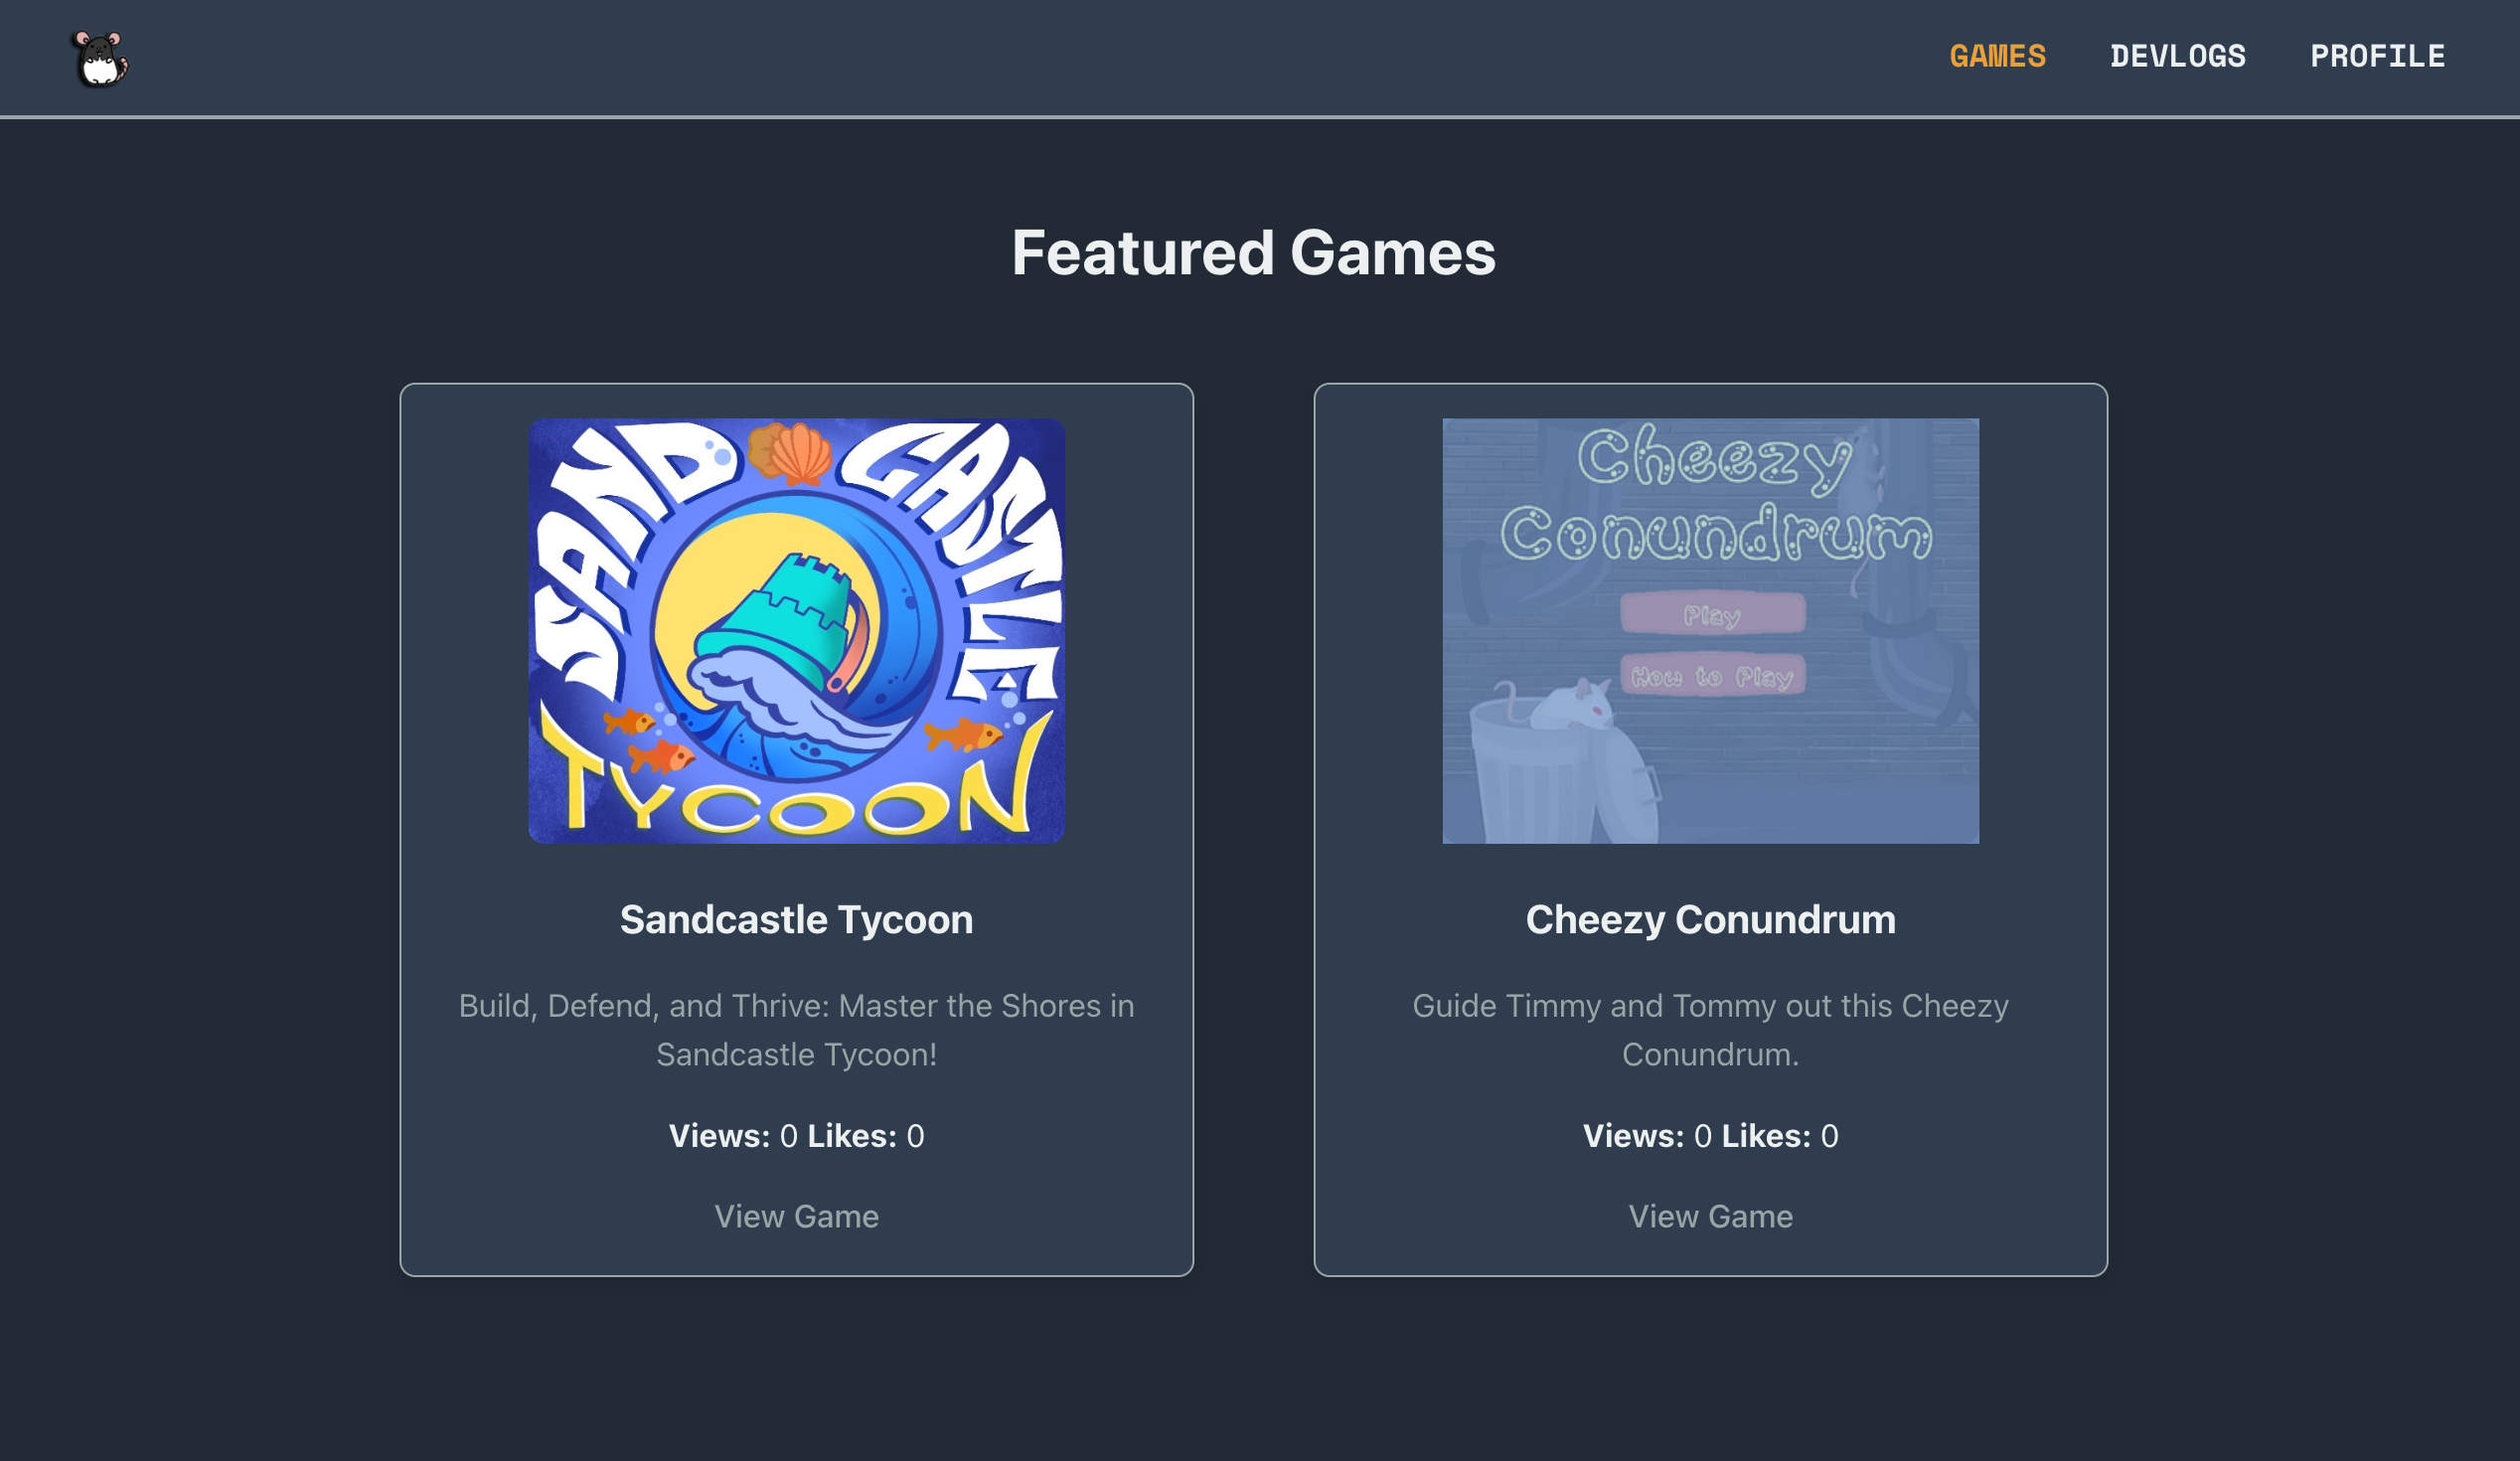 GAMES DEVLOGS PROFILE
Featured Games
SAND CASTLE
TYCOON
Cheezy
Conundrum
Play
How to Play
Sandcastle Tycoon
Build, Defend, and Thrive: Master the Shores in
Sandcastle Tycoon!
Views: 0 Likes: 0
View Game
Cheezy Conundrum
Guide Timmy and Tommy out this Cheezy
Conundrum.
Views: 0 Likes: 0
View Game